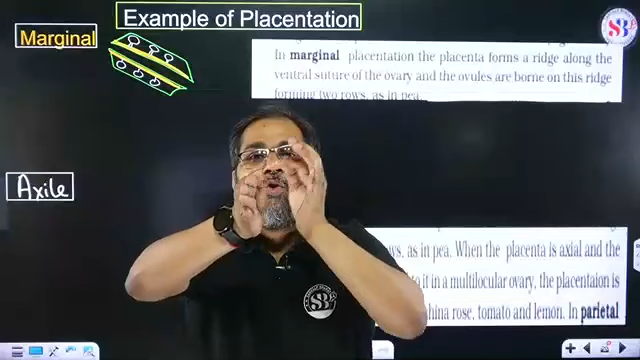 Example of Placentation
Marginal
In marginal placentation the placenta forms a ridge along the
ventral suture of the ovary and the ovules are borne on this ridge
forming two rows, as in pea.
Axile
as in pea. When the placenta is axial and the
it in a multilocular ovary, the placentaion is
rose, tomato and lemon. In parietal
SB